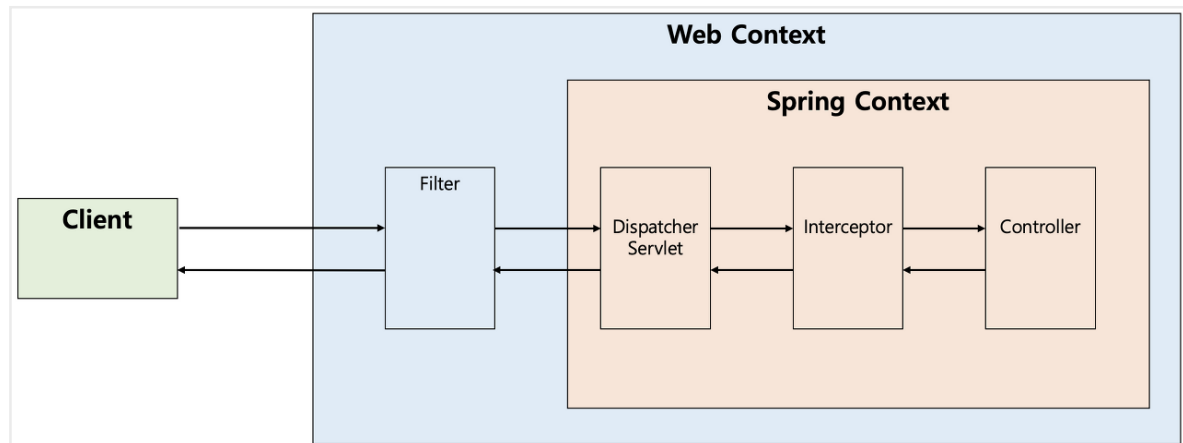 Web Context
Spring Context
Client
Filter
Dispatcher
Servlet
Interceptor
Controller